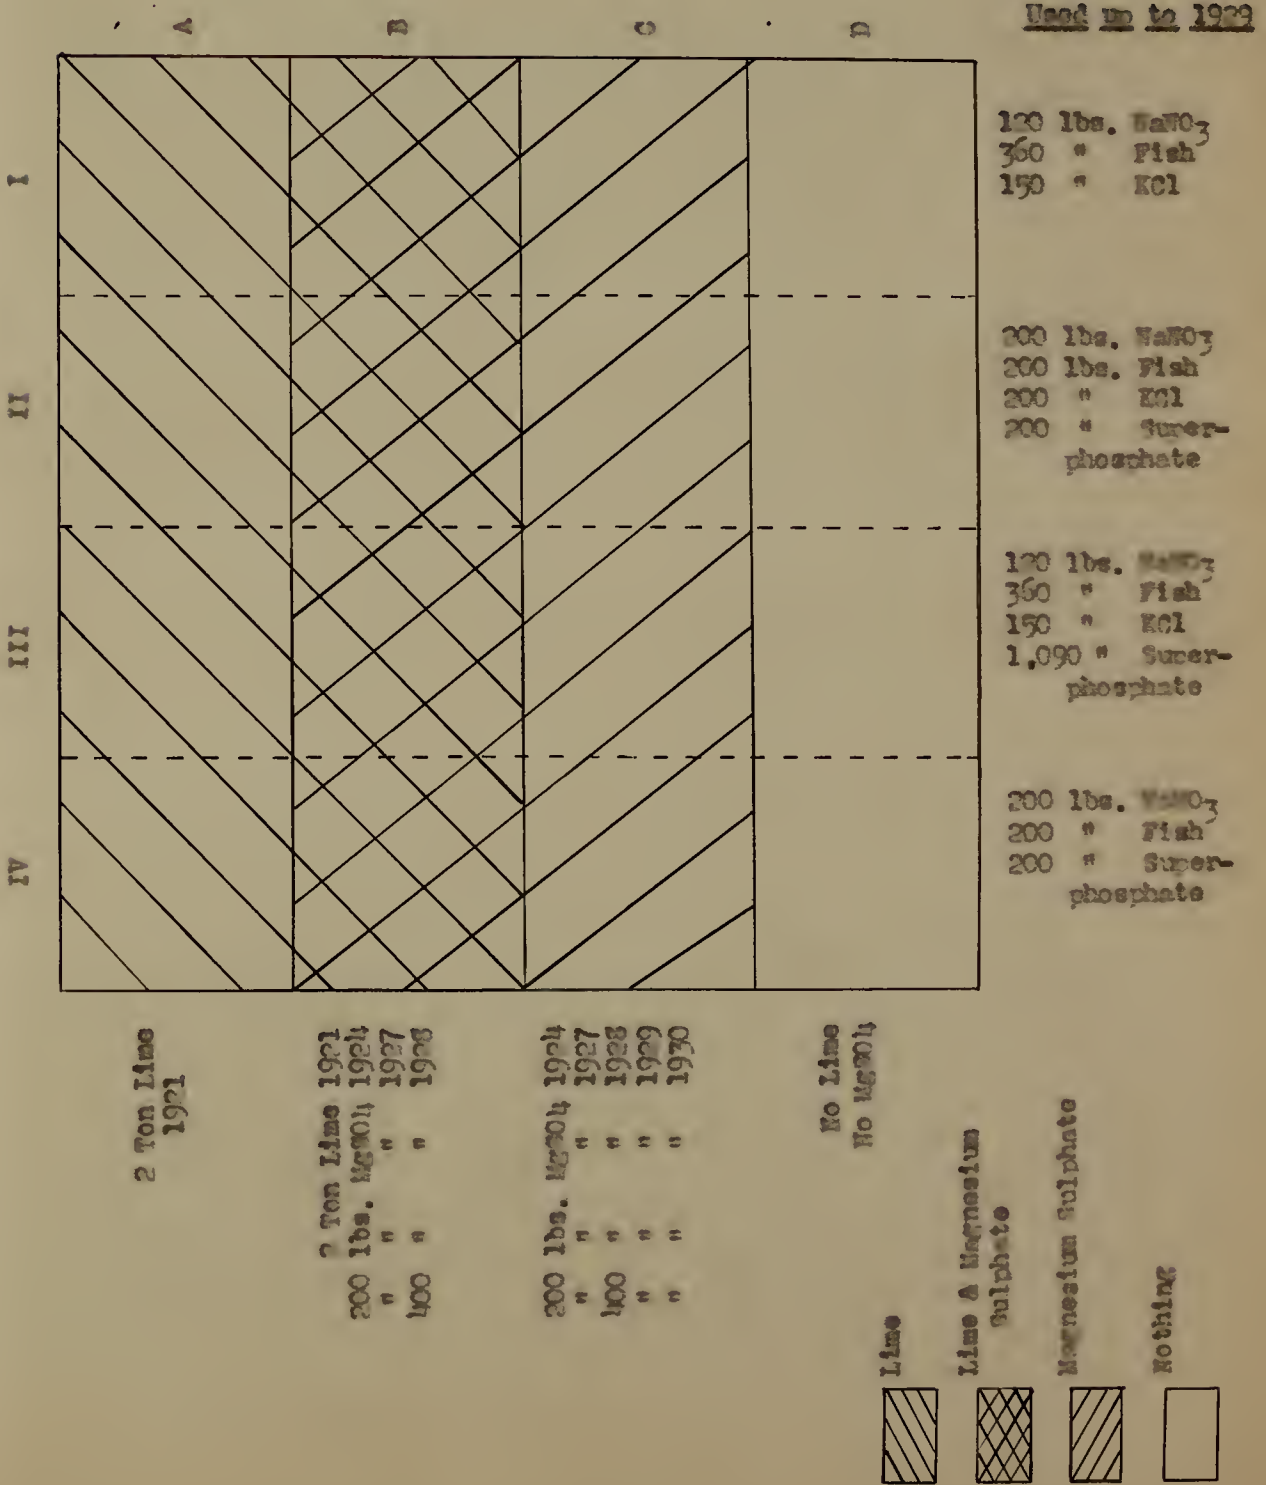 Used up to 1929
A
B
C
D
I
120 lbs. NaNO3
360 " Fish
150 " KCl
II
200 lbs. NaNO3
200 lbs. Fish
200 " KCl
200 " Super-
phosphate
III
120 lbs. NaNO3
360 " Fish
150 " KCl
1,090 " Super-
phosphate
IV
200 lbs. NaNO3
200 " Fish
200 " Super-
phosphate
2 Ton Lime
1921
2 Ton Lime 1921
200 lbs. MgSO4 1924
" " " 1927
400 " " 1928
200 lbs. MgSO4 1924
" " " 1927
400 " " 1928
" " " 1929
" " " 1930
No Lime
No MgSO4
Lime
Lime & Magnesium
Sulphate
Magnesium Sulphate
Nothing